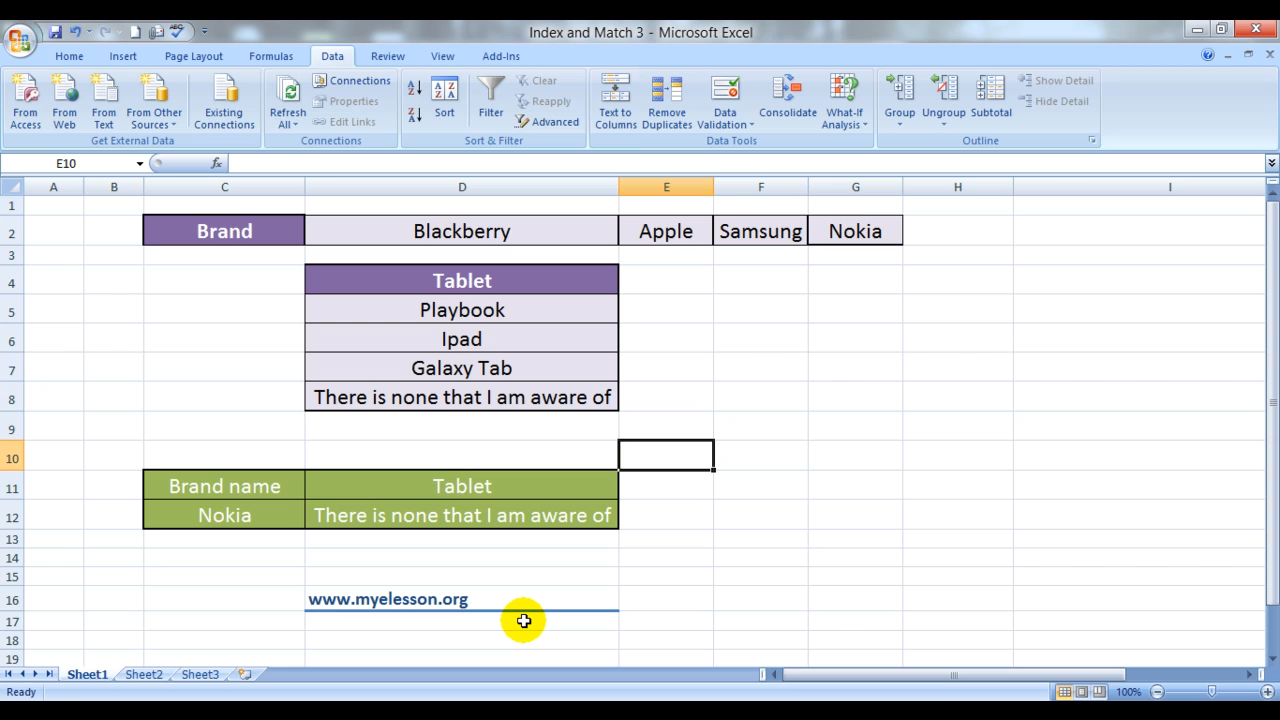 Index and Match 3 - Microsoft Excel
Home Insert Page Layout Formulas Data Review View Add-Ins
From Access
From Web
From Text
From Other Sources
Existing Connections
Get External Data
Refresh All
Connections
Properties
Edit Links
Connections
Sort
Filter
Clear
Reapply
Advanced
Sort & Filter
Text to Columns
Remove Duplicates
Data Validation
Consolidate
What-If Analysis
Data Tools
Group
Ungroup
Subtotal
Show Detail
Hide Detail
Outline
E10 fx
A B C D E F G H I
1
2 Brand Blackberry Apple Samsung Nokia
3
4 Tablet
5 Playbook
6 Ipad
7 Galaxy Tab
8 There is none that I am aware of
9
10
11 Brand name Tablet
12 Nokia There is none that I am aware of
13
14
15
16 www.myelesson.org
17
18
19
Sheet1 Sheet2 Sheet3
Ready 100%